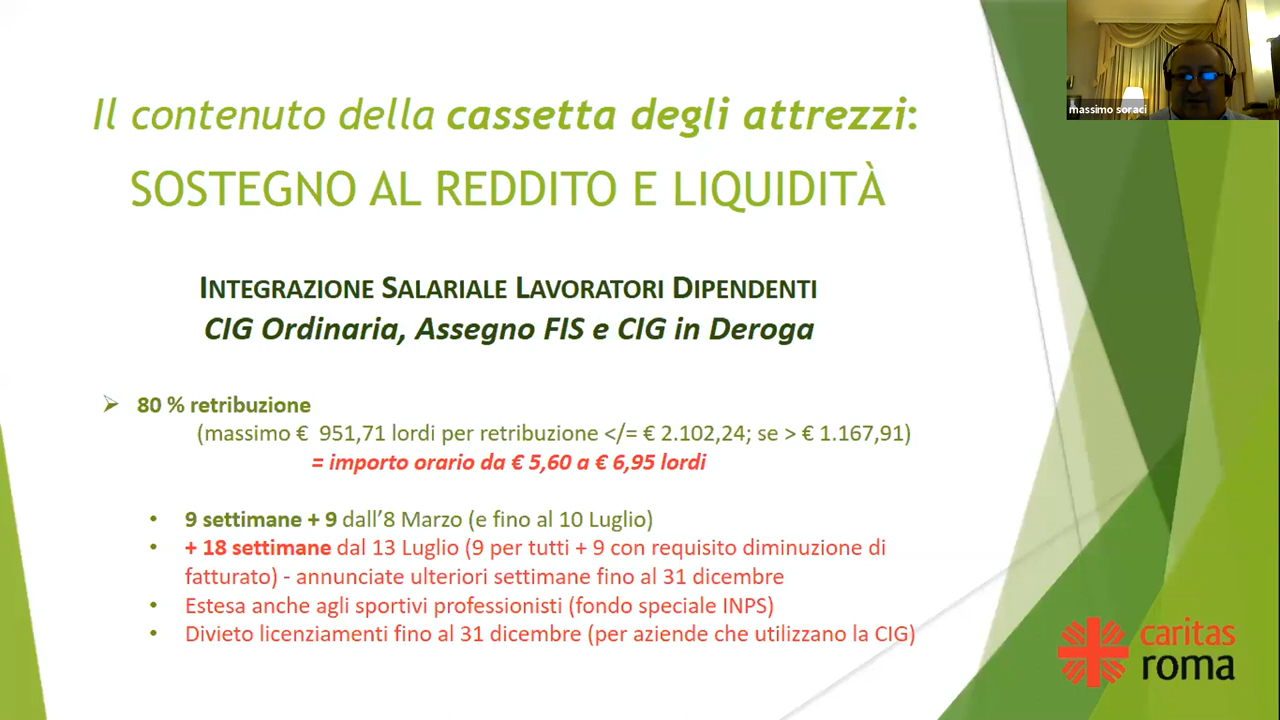 massimo soraci
Il contenuto della cassetta degli attrezzi:
SOSTEGNO AL REDDITO E LIQUIDITÀ
INTEGRAZIONE SALARIALE LAVORATORI DIPENDENTI
CIG Ordinaria, Assegno FIS e CIG in Deroga
80 % retribuzione
(massimo € 951,71 lordi per retribuzione </= € 2.102,24; se > € 1.167,91)
= importo orario da € 5,60 a € 6,95 lordi
• 9 settimane + 9 dall'8 Marzo (e fino al 10 Luglio)
• + 18 settimane dal 13 Luglio (9 per tutti + 9 con requisito diminuzione di
fatturato) - annunciate ulteriori settimane fino al 31 dicembre
• Estesa anche agli sportivi professionisti (fondo speciale INPS)
• Divieto licenziamenti fino al 31 dicembre (per aziende che utilizzano la CIG)
caritas
roma